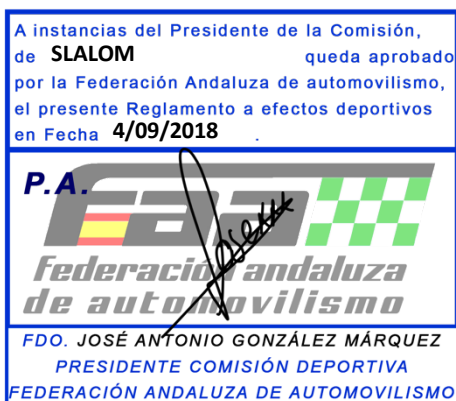 A instancias del Presidente de la Comisión,
de SLALOM queda aprobado
por la Federación Andaluza de automovilismo,
el presente Reglamento a efectos deportivos
en Fecha 4/09/2018 .
P.A.
FAA
federación andaluza
de automovilismo
FDO. JOSÉ ANTONIO GONZÁLEZ MÁRQUEZ
PRESIDENTE COMISIÓN DEPORTIVA
FEDERACIÓN ANDALUZA DE AUTOMOVILISMO